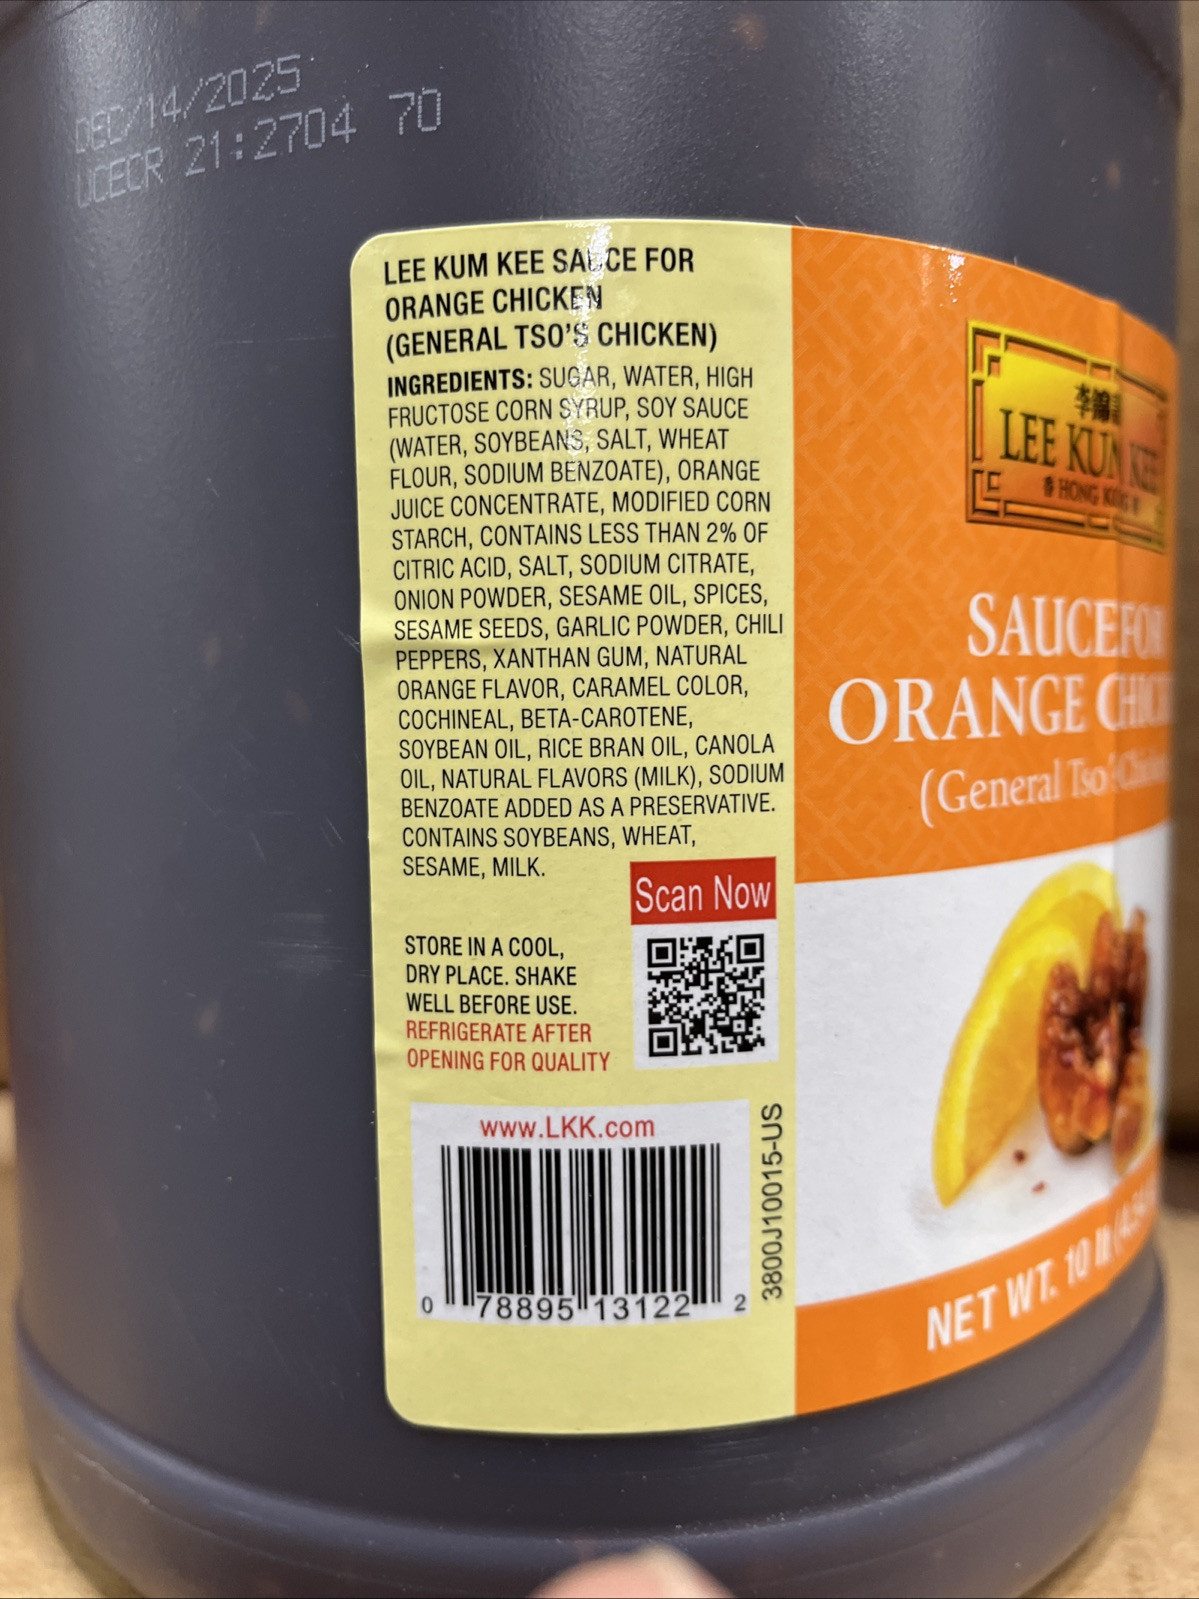 DEC/14/2025
UCECR 21:2704 70
LEE KUM KEE SAUCE FOR
ORANGE CHICKEN
(GENERAL TSO'S CHICKEN)
INGREDIENTS: SUGAR, WATER, HIGH
FRUCTOSE CORN SYRUP, SOY SAUCE
(WATER, SOYBEANS, SALT, WHEAT
FLOUR, SODIUM BENZOATE), ORANGE
JUICE CONCENTRATE, MODIFIED CORN
STARCH, CONTAINS LESS THAN 2% OF
CITRIC ACID, SALT, SODIUM CITRATE,
ONION POWDER, SESAME OIL, SPICES,
SESAME SEEDS, GARLIC POWDER, CHILI
PEPPERS, XANTHAN GUM, NATURAL
ORANGE FLAVOR, CARAMEL COLOR,
COCHINEAL, BETA-CAROTENE,
SOYBEAN OIL, RICE BRAN OIL, CANOLA
OIL, NATURAL FLAVORS (MILK), SODIUM
BENZOATE ADDED AS A PRESERVATIVE.
CONTAINS SOYBEANS, WHEAT,
SESAME, MILK.
Scan Now
STORE IN A COOL,
DRY PLACE. SHAKE
WELL BEFORE USE.
REFRIGERATE AFTER
OPENING FOR QUALITY
www.LKK.com
0 78895 13122 2
3800J10015-US
李錦記
LEE KUM KEE
HONG KONG
SAUCE FOR
ORANGE
(General Tso's
NET WT. 10 lb